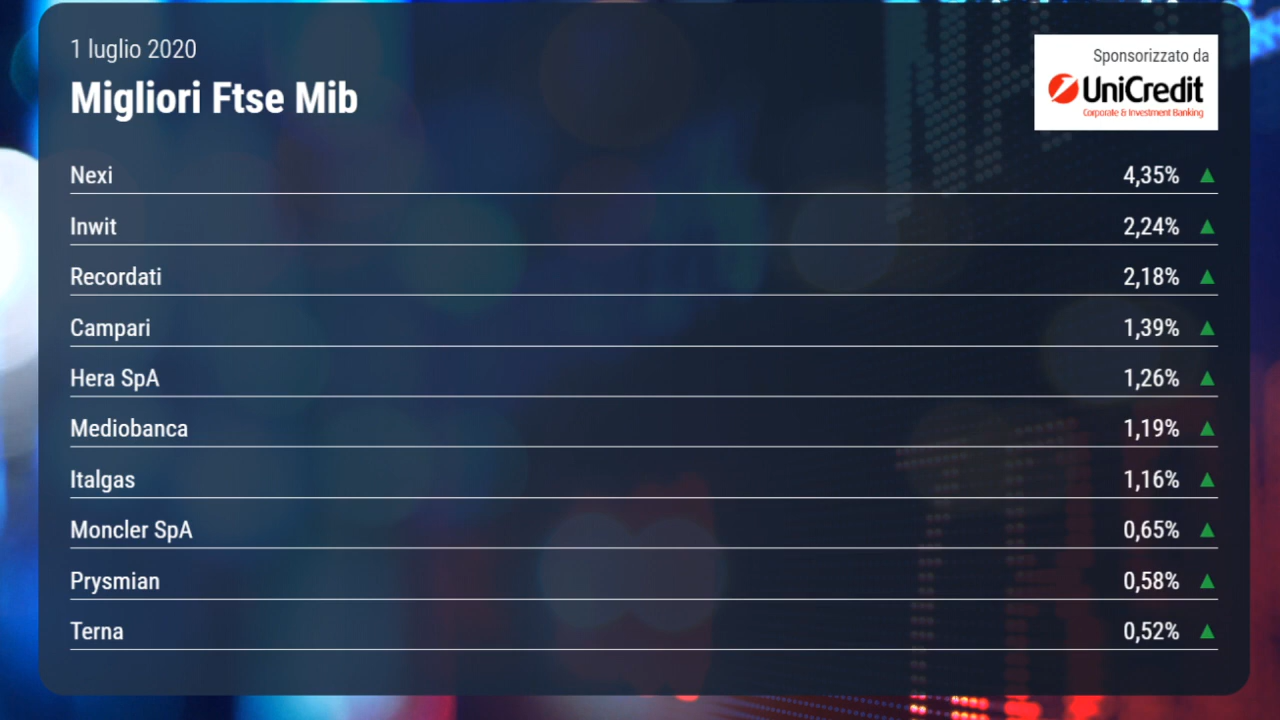 1 luglio 2020
Migliori Ftse Mib
Sponsorizzato da
UniCredit
Corporate & Investment Banking
Nexi 4,35% ▲
Inwit 2,24% ▲
Recordati 2,18% ▲
Campari 1,39% ▲
Hera SpA 1,26% ▲
Mediobanca 1,19% ▲
Italgas 1,16% ▲
Moncler SpA 0,65% ▲
Prysmian 0,58% ▲
Terna 0,52% ▲